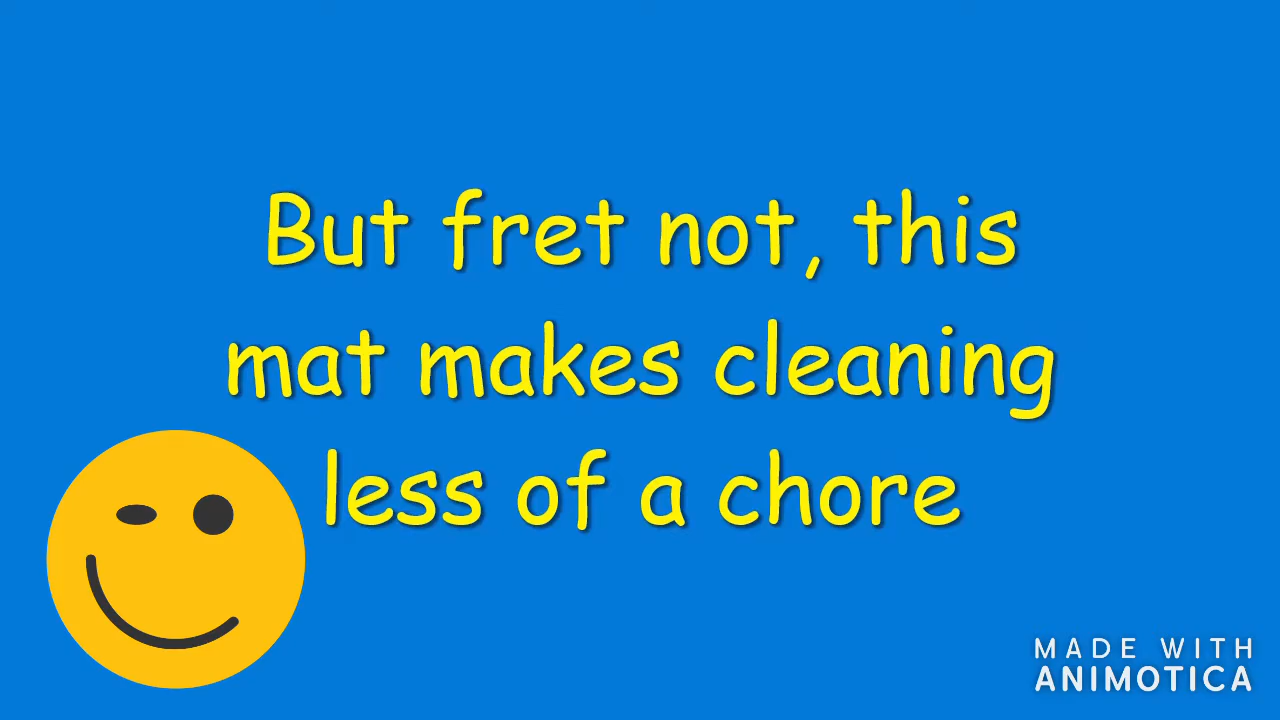 But fret not, this
mat makes cleaning
less of a chore
MADE WITH
ANIMOTICA